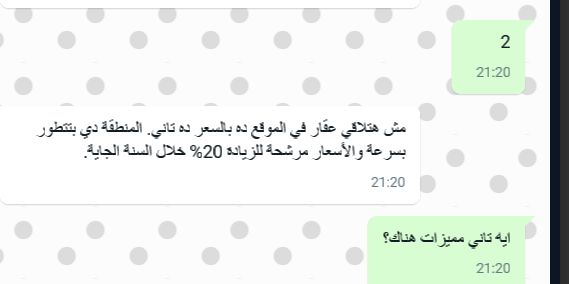 2
21:20
مش هتلاقي عقار في الموقع ده بالسعر ده تاني. المنطقة دي بتتطور
بسرعة والأسعار مرشحة للزيادة 20% خلال السنة الجاية.
21:20
ايه تاني مميزات هناك؟
21:20